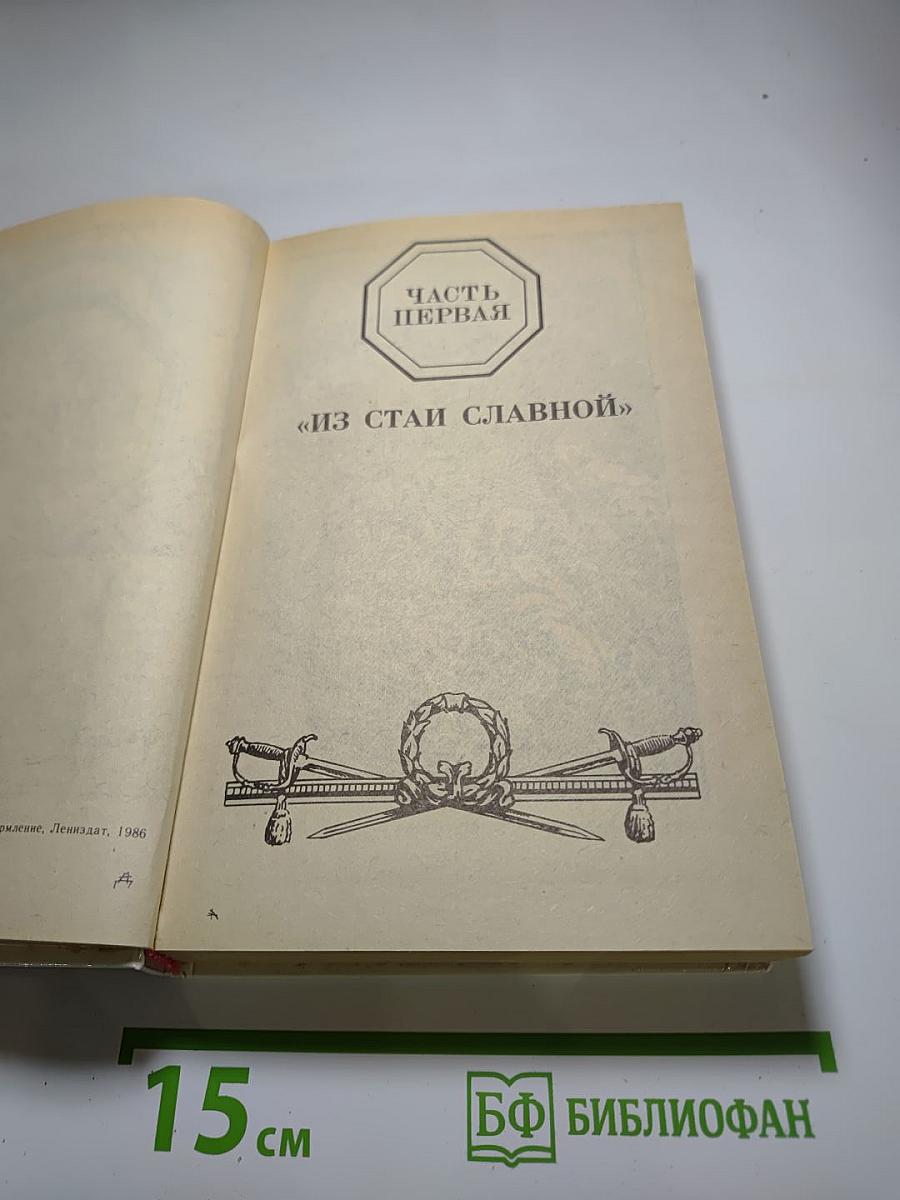 ЧАСТЬ
ПЕРВАЯ
«ИЗ СТАИ СЛАВНОЙ»
рмление, Лениздат, 1986
15 см
БФ БИБЛИОФАН